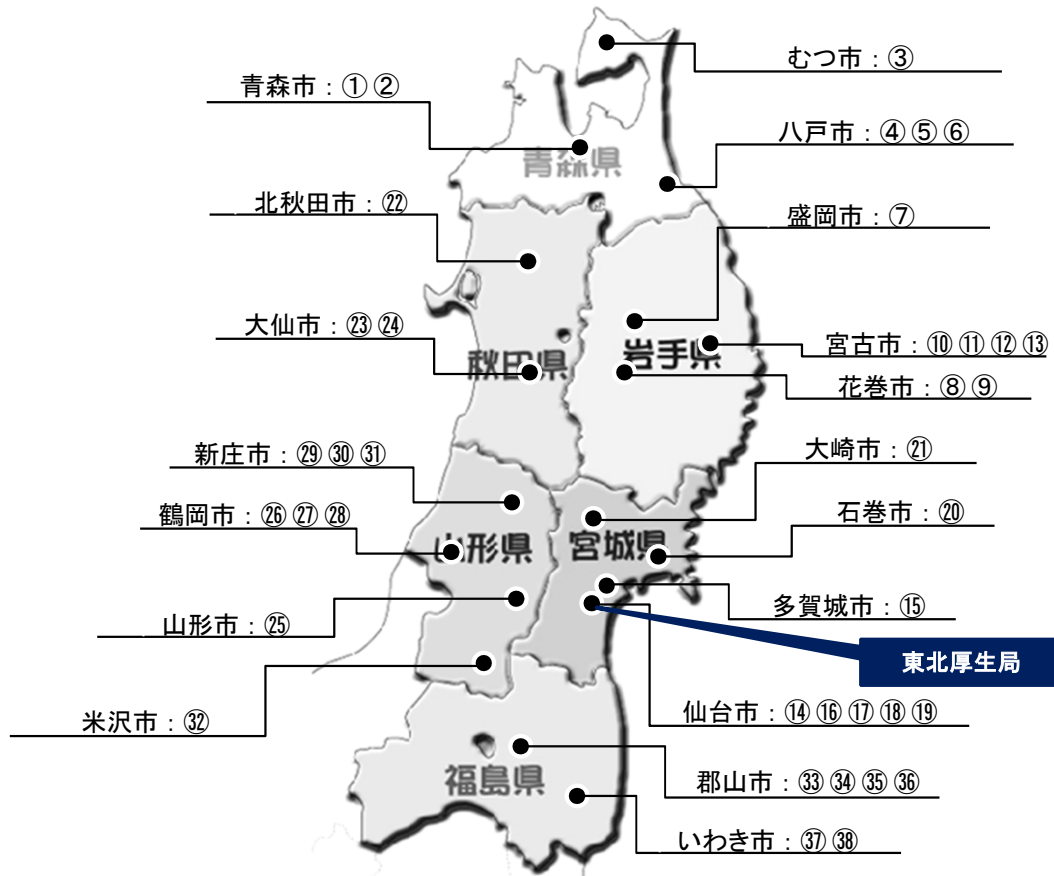 むつ市：③
青森市：①②
八戸市：④⑤⑥
青森県
北秋田市：㉒
盛岡市：⑦
大仙市：㉓㉔
岩手県
宮古市：⑩⑪⑫⑬
秋田県
花巻市：⑧⑨
新庄市：㉙㉚㉛
大崎市：㉑
鶴岡市：㉖㉗㉘
石巻市：⑳
山形県
宮城県
多賀城市：⑮
山形市：㉕
東北厚生局
米沢市：㉜
仙台市：⑭⑯⑰⑱⑲
福島県
郡山市：㉝㉞㉟㊱
いわき市：㊲㊳